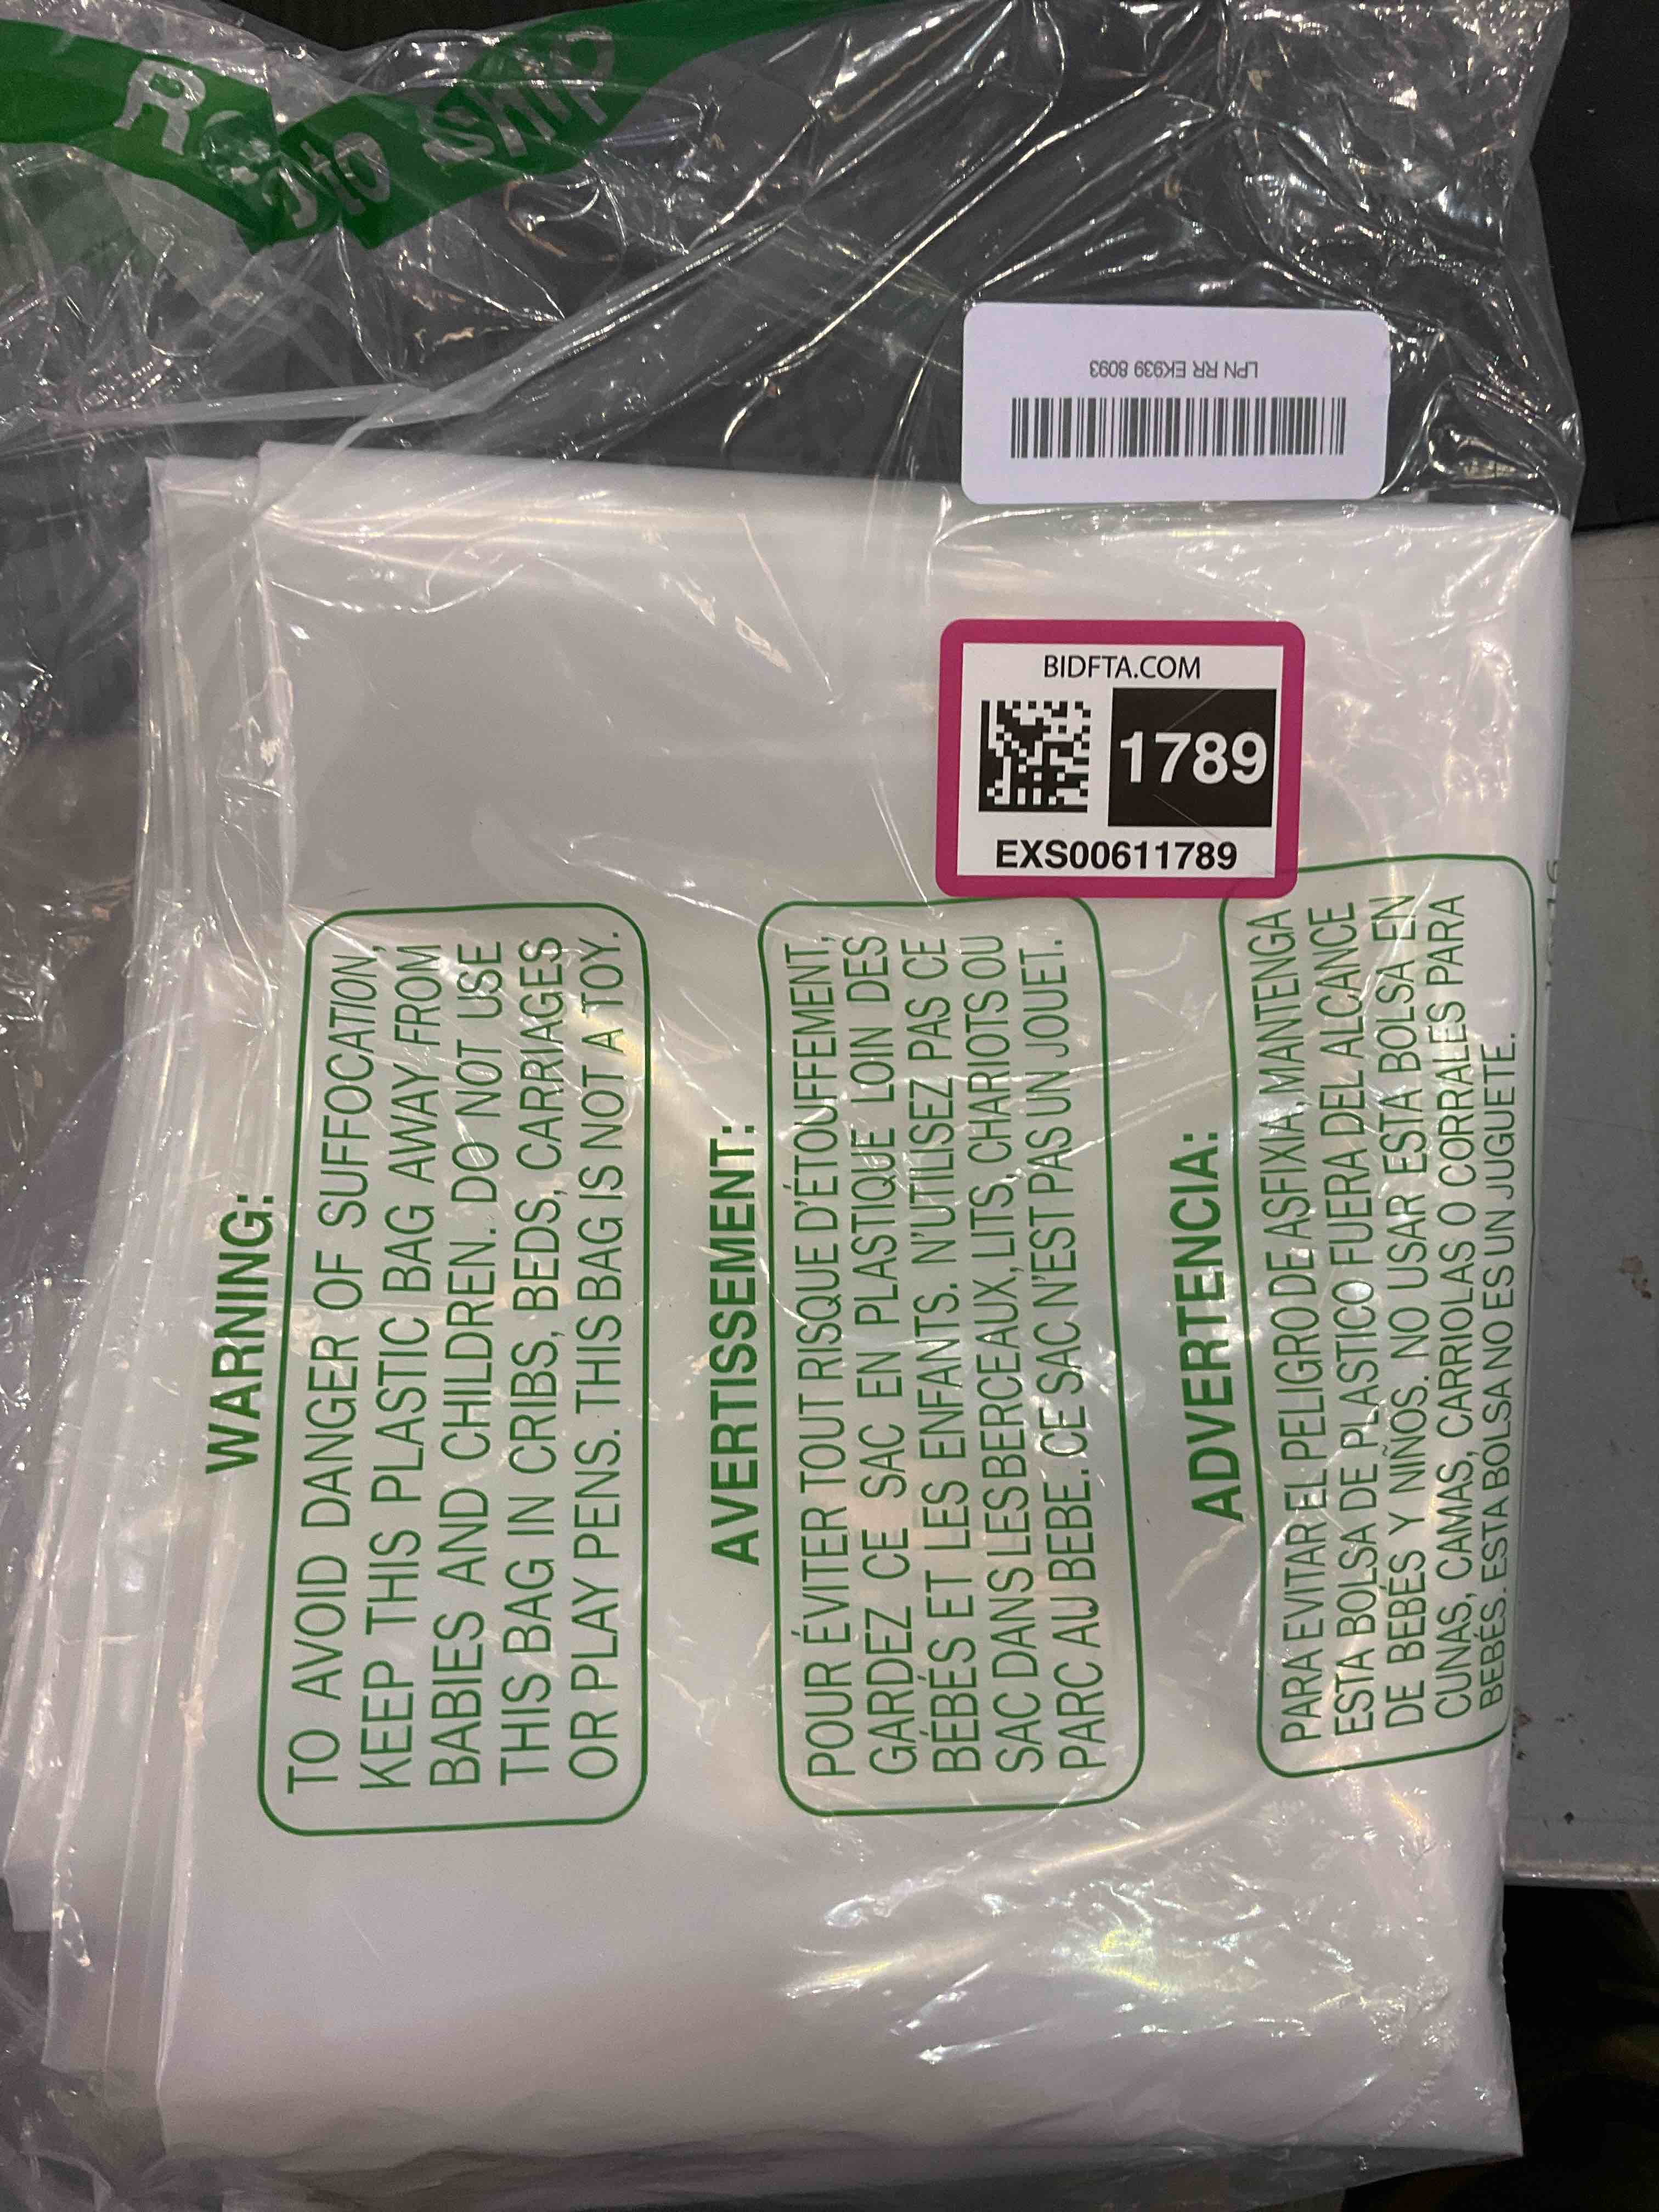 Re
to ship
LPN RR EK939 8093
BIDFTA.COM
1789
EXS00611789
WARNING:
TO AVOID DANGER OF SUFFOCATION,
KEEP THIS PLASTIC BAG AWAY FROM
BABIES AND CHILDREN. DO NOT USE
THIS BAG IN CRIBS, BEDS, CARRIAGES
OR PLAY PENS. THIS BAG IS NOT A TOY.
AVERTISSEMENT:
POUR ÉVITER TOUT RISQUE D'ÉTOUFFEMENT,
GARDEZ CE SAC EN PLASTIQUE LOIN DES
BÉBÉS ET LES ENFANTS. N'UTILISEZ PAS CE
SAC DANS LES BERCEAUX, LITS, CHARIOTS OU
PARC AU BEBE. CE SAC N'EST PAS UN JOUET.
ADVERTENCIA:
PARA EVITAR EL PELIGRO DE ASFIXIA, MANTENGA
ESTA BOLSA DE PLASTICO FUERA DEL ALCANCE
DE BEBÉS Y NIÑOS. NO USAR ESTA BOLSA EN
CUNAS, CAMAS, CARRIOLAS O CORRALES PARA
BEBÉS. ESTA BOLSA NO ES UN JUGUETE.